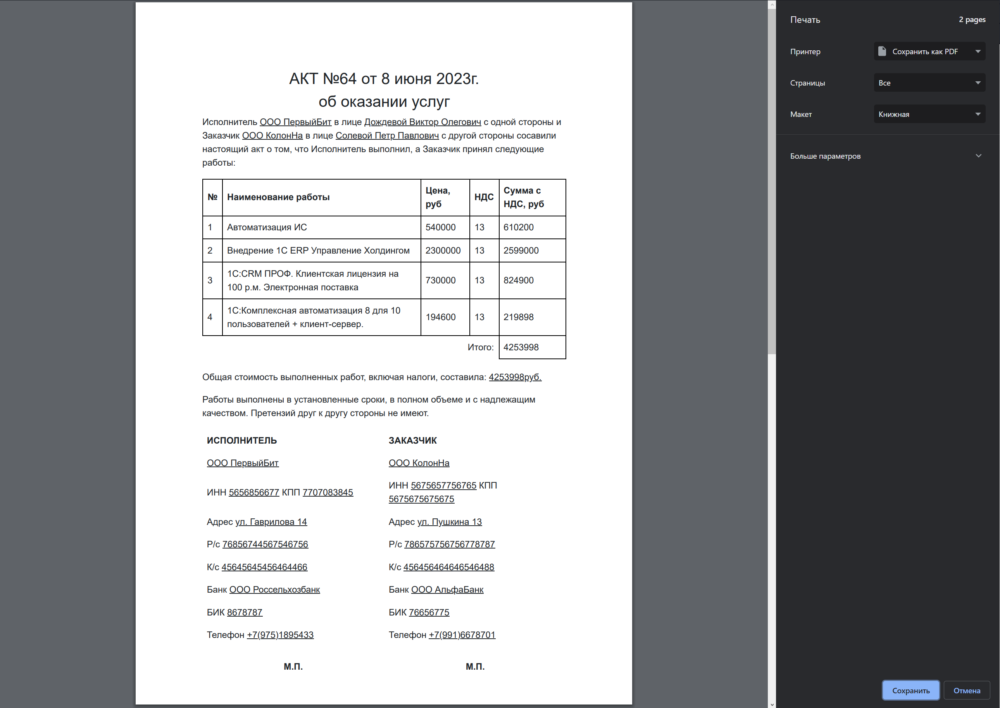 АКТ №64 от 8 июня 2023г.
об оказании услуг
Исполнитель ООО ПервыйБит в лице Дождевой Виктор Олегович с одной стороны и
Заказчик ООО КолонНа в лице Солевой Петр Павлович с другой стороны сосавили
настоящий акт о том, что Исполнитель выполнил, а Заказчик принял следующие
работы:
№ Наименование работы Цена, руб НДС Сумма с НДС, руб
1 Автоматизация ИС 540000 13 610200
2 Внедрение 1С ERP Управление Холдингом 2300000 13 2599000
3 1С:CRM ПРОФ. Клиентская лицензия на 100 р.м. Электронная поставка 730000 13 824900
4 1С:Комплексная автоматизация 8 для 10 пользователей + клиент-сервер. 194600 13 219898
Итого: 4253998
Общая стоимость выполненных работ, включая налоги, составила: 4253998руб.
Работы выполнены в установленные сроки, в полном объеме и с надлежащим
качеством. Претензий друг к другу стороны не имеют.
ИСПОЛНИТЕЛЬ ЗАКАЗЧИК
ООО ПервыйБит ООО КолонНа
ИНН 5656856677 КПП 7707083845 ИНН 5675657756765 КПП 5675675675675
Адрес ул. Гаврилова 14 Адрес ул. Пушкина 13
Р/с 76856744567546756 Р/с 786575756756778787
К/с 45645645456464466 К/с 456456464646546488
Банк ООО Россельхозбанк Банк ООО АльфаБанк
БИК 8678787 БИК 76656775
Телефон +7(975)1895433 Телефон +7(991)6678701
М.П. М.П.
Печать 2 pages
Принтер Сохранить как PDF
Страницы Все
Макет Книжная
Больше параметров
Сохранить Отмена